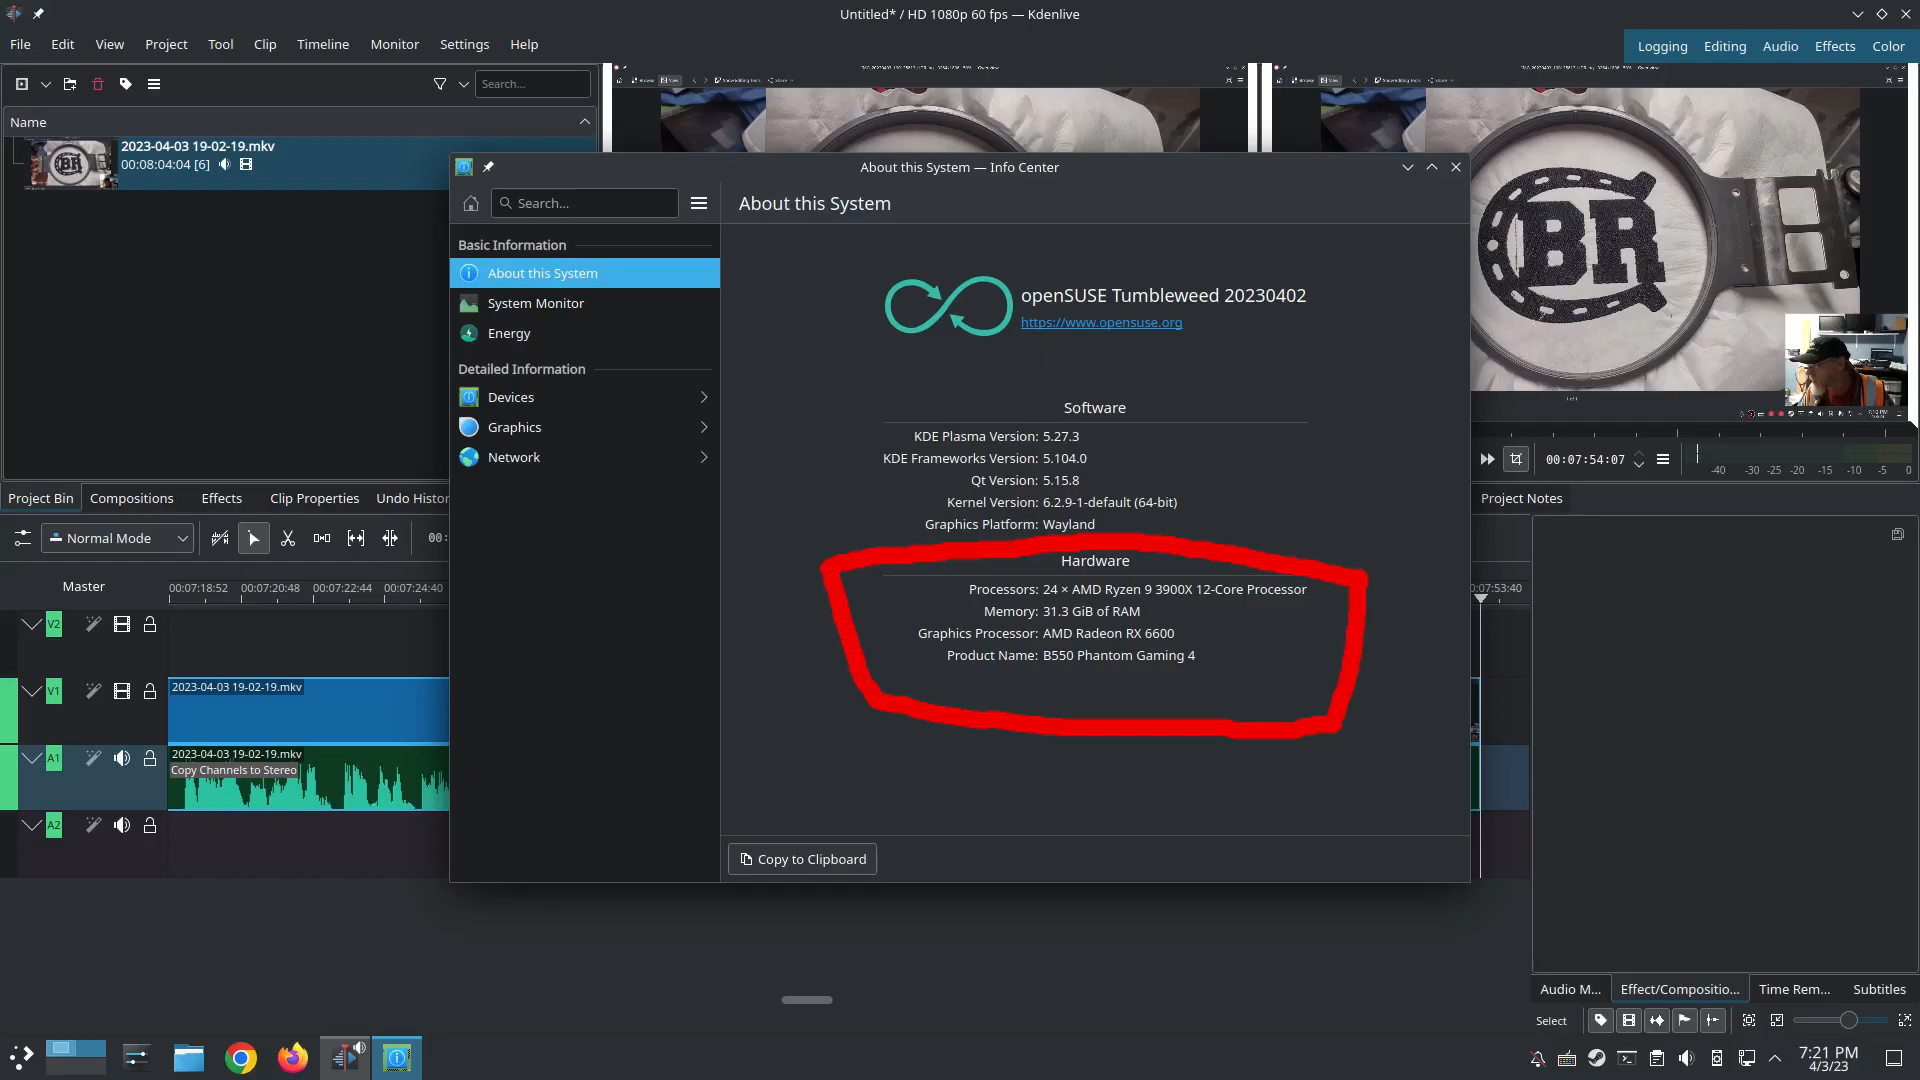 Untitled* / HD 1080p 60 fps — Kdenlive
File Edit View Project Tool Clip Timeline Monitor Settings Help
Logging Editing Audio Effects Color
Search...
Name
2023-04-03 19-02-19.mkv
00:08:04:04 [6]
BR
About this System — Info Center
Search...
About this System
Basic Information
About this System
System Monitor
Energy
Detailed Information
Devices
Graphics
Network
openSUSE Tumbleweed 20230402
https://www.opensuse.org
Software
KDE Plasma Version: 5.27.3
KDE Frameworks Version: 5.104.0
Qt Version: 5.15.8
Kernel Version: 6.2.9-1-default (64-bit)
Graphics Platform: Wayland
Hardware
Processors: 24 × AMD Ryzen 9 3900X 12-Core Processor
Memory: 31.3 GiB of RAM
Graphics Processor: AMD Radeon RX 6600
Product Name: B550 Phantom Gaming 4
Copy to Clipboard
BR
00:07:54:07
-40 -30 -25 -20 -15 -10 -5 0
Project Bin Compositions Effects Clip Properties Undo Histor
Project Notes
Normal Mode
00:
Master
00:07:18:52 00:07:20:48 00:07:22:44 00:07:24:40
:07:53:40
V2
V1
2023-04-03 19-02-19.mkv
A1
2023-04-03 19-02-19.mkv
Copy Channels to Stereo
A2
Audio M... Effect/Compositio... Time Rem... Subtitles
Select
7:21 PM
4/3/23